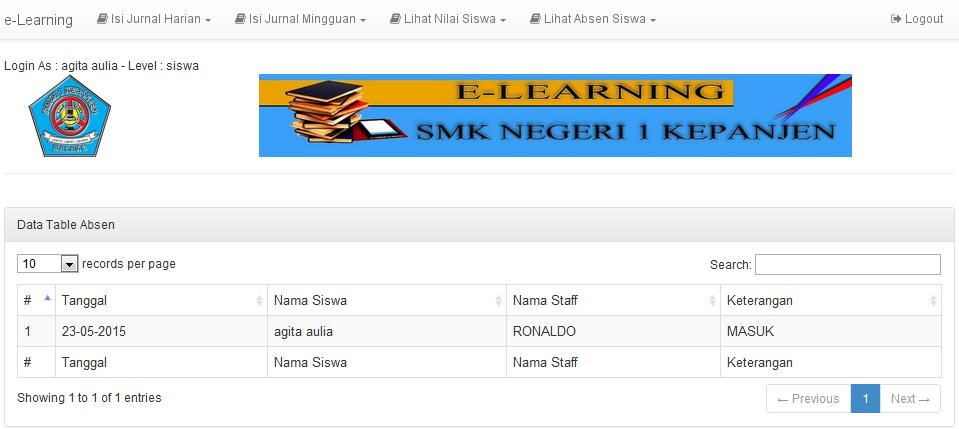 e-Learning Isi Jurnal Harian Isi Jurnal Mingguan Lihat Nilai Siswa Lihat Absen Siswa Logout
Login As : agita aulia - Level : siswa
E-LEARNING
SMK NEGERI 1 KEPANJEN
Data Table Absen
10 records per page Search:
# Tanggal Nama Siswa Nama Staff Keterangan
1 23-05-2015 agita aulia RONALDO MASUK
# Tanggal Nama Siswa Nama Staff Keterangan
Showing 1 to 1 of 1 entries ← Previous 1 Next →